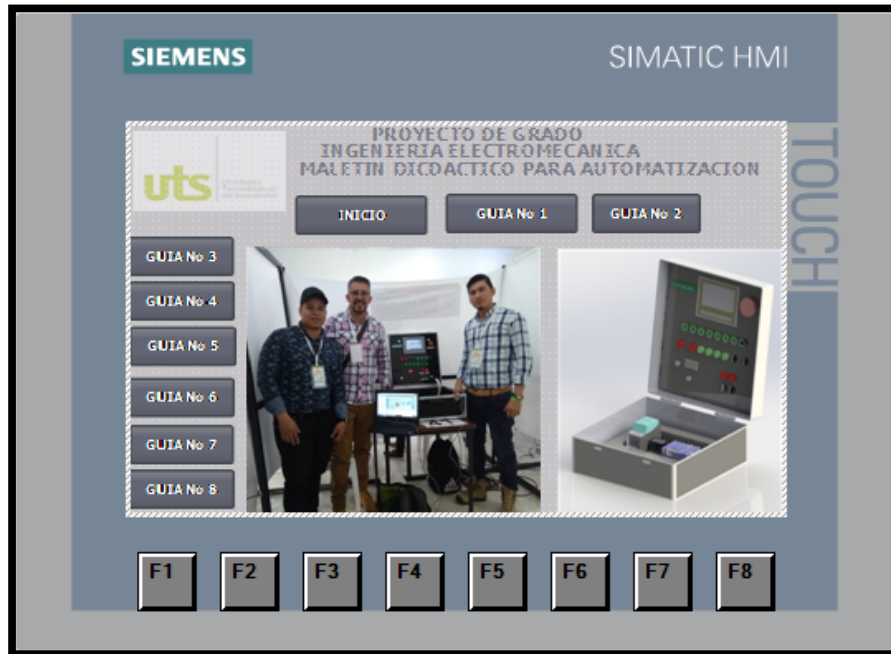 SIEMENS
SIMATIC HMI
TOUCH
PROYECTO DE GRADO
INGENIERIA ELECTROMECANICA
MALETIN DICDACTICO PARA AUTOMATIZACION
uts
INICIO
GUIA No 1
GUIA No 2
GUIA No 3
GUIA No 4
GUIA No 5
GUIA No 6
GUIA No 7
GUIA No 8
F1
F2
F3
F4
F5
F6
F7
F8